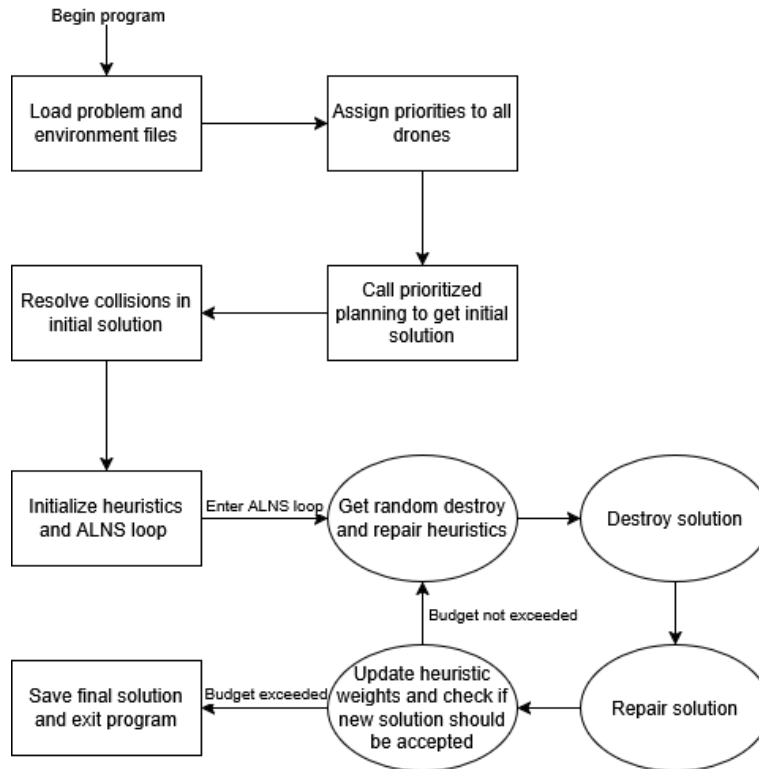 Begin program
Load problem and
environment files
Assign priorities to all
drones
Call prioritized
planning to get initial
solution
Resolve collisions in
initial solution
Initialize heuristics
and ALNS loop
Enter ALNS loop
Get random destroy
and repair heuristics
Destroy solution
Repair solution
Update heuristic
weights and check if
new solution should
be accepted
Budget not exceeded
Budget exceeded
Save final solution
and exit program